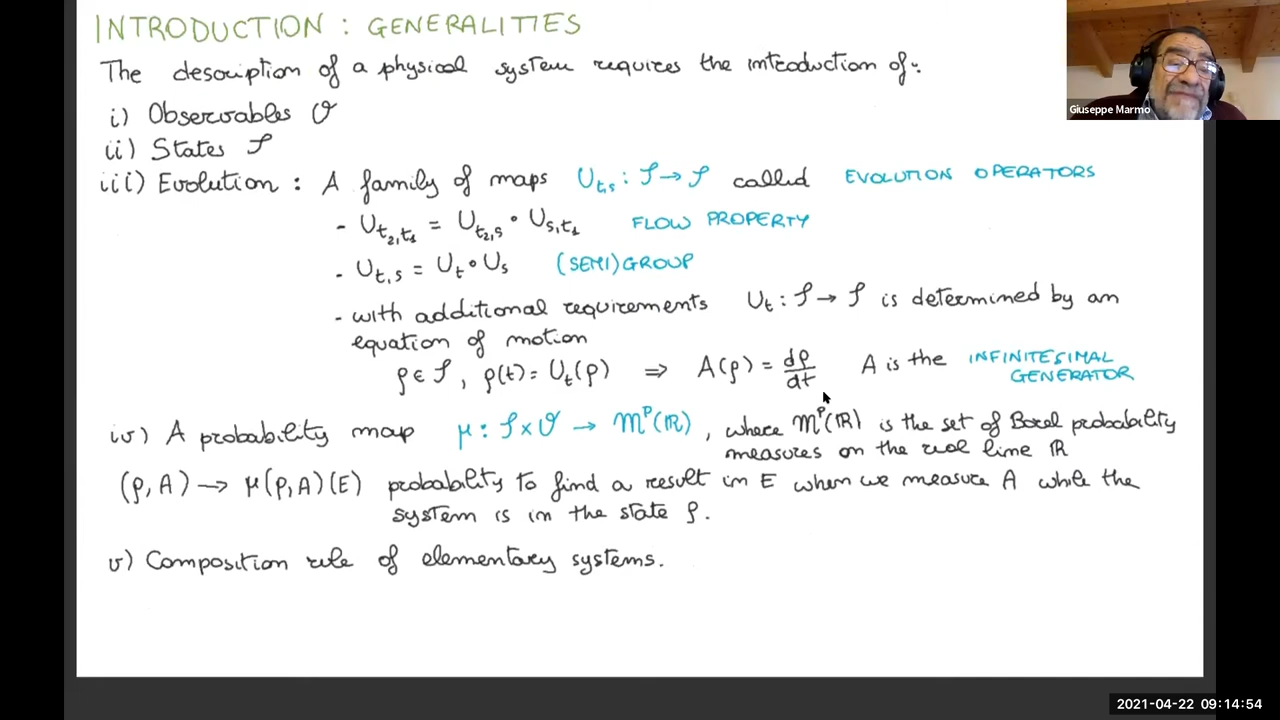 INTRODUCTION : GENERALITIES
The description of a physical system requires the introduction of:
Giuseppe Marmo
i) Observables 𝒪
ii) States 𝒮
iii) Evolution : A family of maps U_{t,s} : 𝒮 → 𝒮 called EVOLUTION OPERATORS
- U_{t₂,t₁} = U_{t₂,s} ∘ U_{s,t₁} FLOW PROPERTY
- U_{t,s} = U_t ∘ U_s (SEMI)GROUP
- with additional requirements U_t : 𝒮 → 𝒮 is determined by an
equation of motion
ρ ∈ 𝒮, ρ(t) = U_t(ρ) ⇒ A(ρ) = dρ/dt A is the INFINITESIMAL
GENERATOR
iv) A probability map μ : 𝒮 × 𝒪 → m^P(ℝ), where m^P(ℝ) is the set of Borel probability
measures on the real line ℝ
(ρ, A) → μ(ρ, A)(E) probability to find a result in E when we measure A while the
system is in the state ρ.
v) Composition rule of elementary systems.
2021-04-22 09:14:54